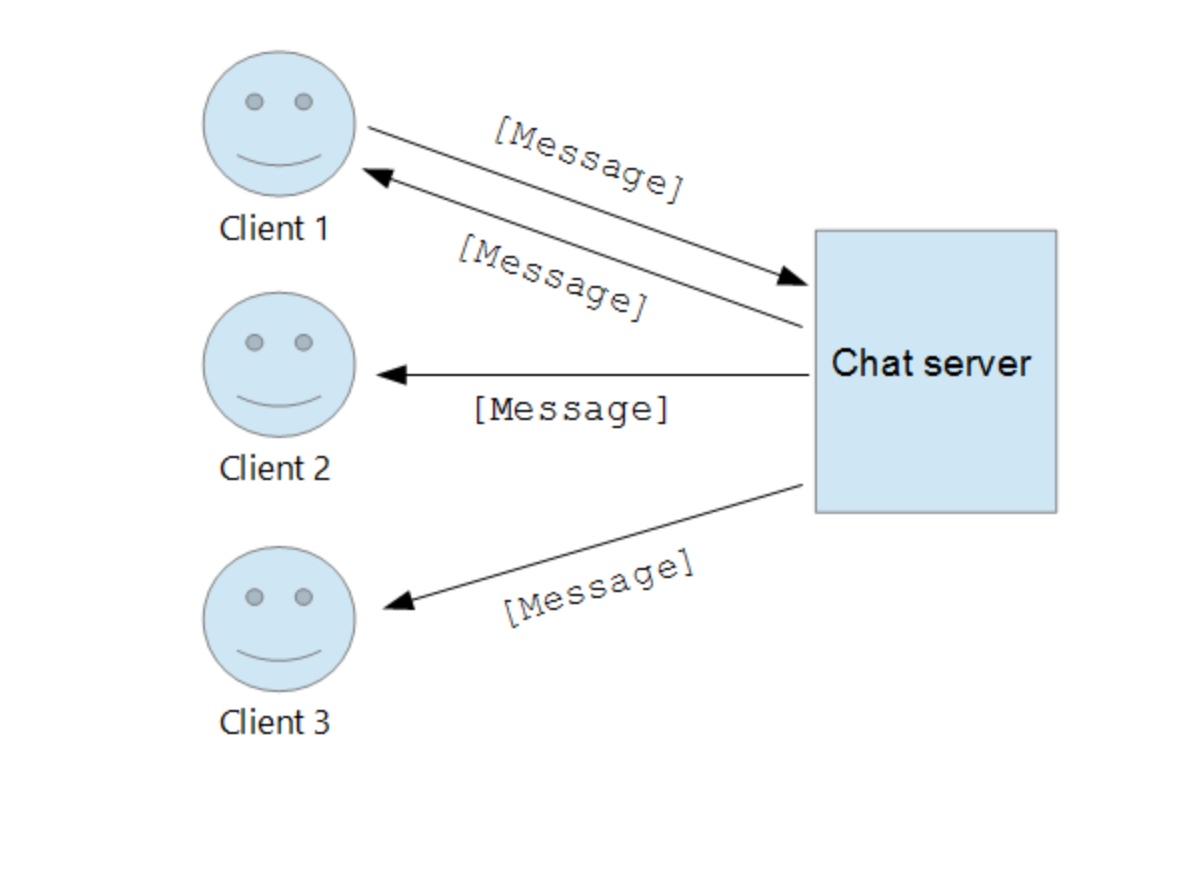 [Message]
Client 1
[Message]
Chat server
[Message]
Client 2
[Message]
Client 3